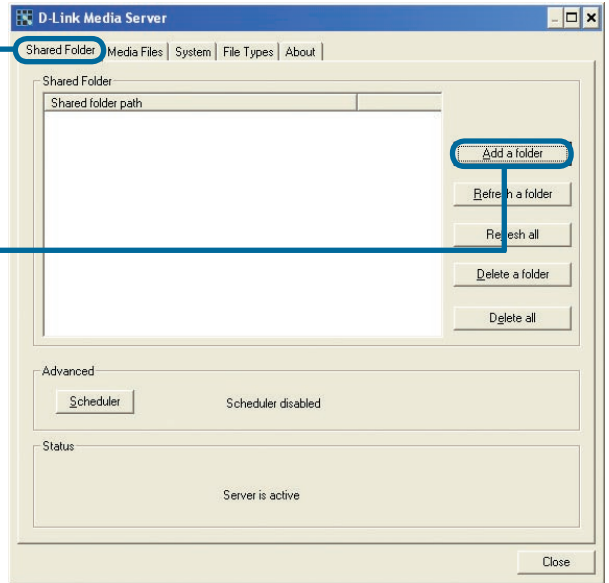 D-Link Media Server
Shared Folder Media Files System File Types About
Shared Folder
Shared folder path
Add a folder
Refresh a folder
Refresh all
Delete a folder
Delete all
Advanced
Scheduler Scheduler disabled
Status
Server is active
Close